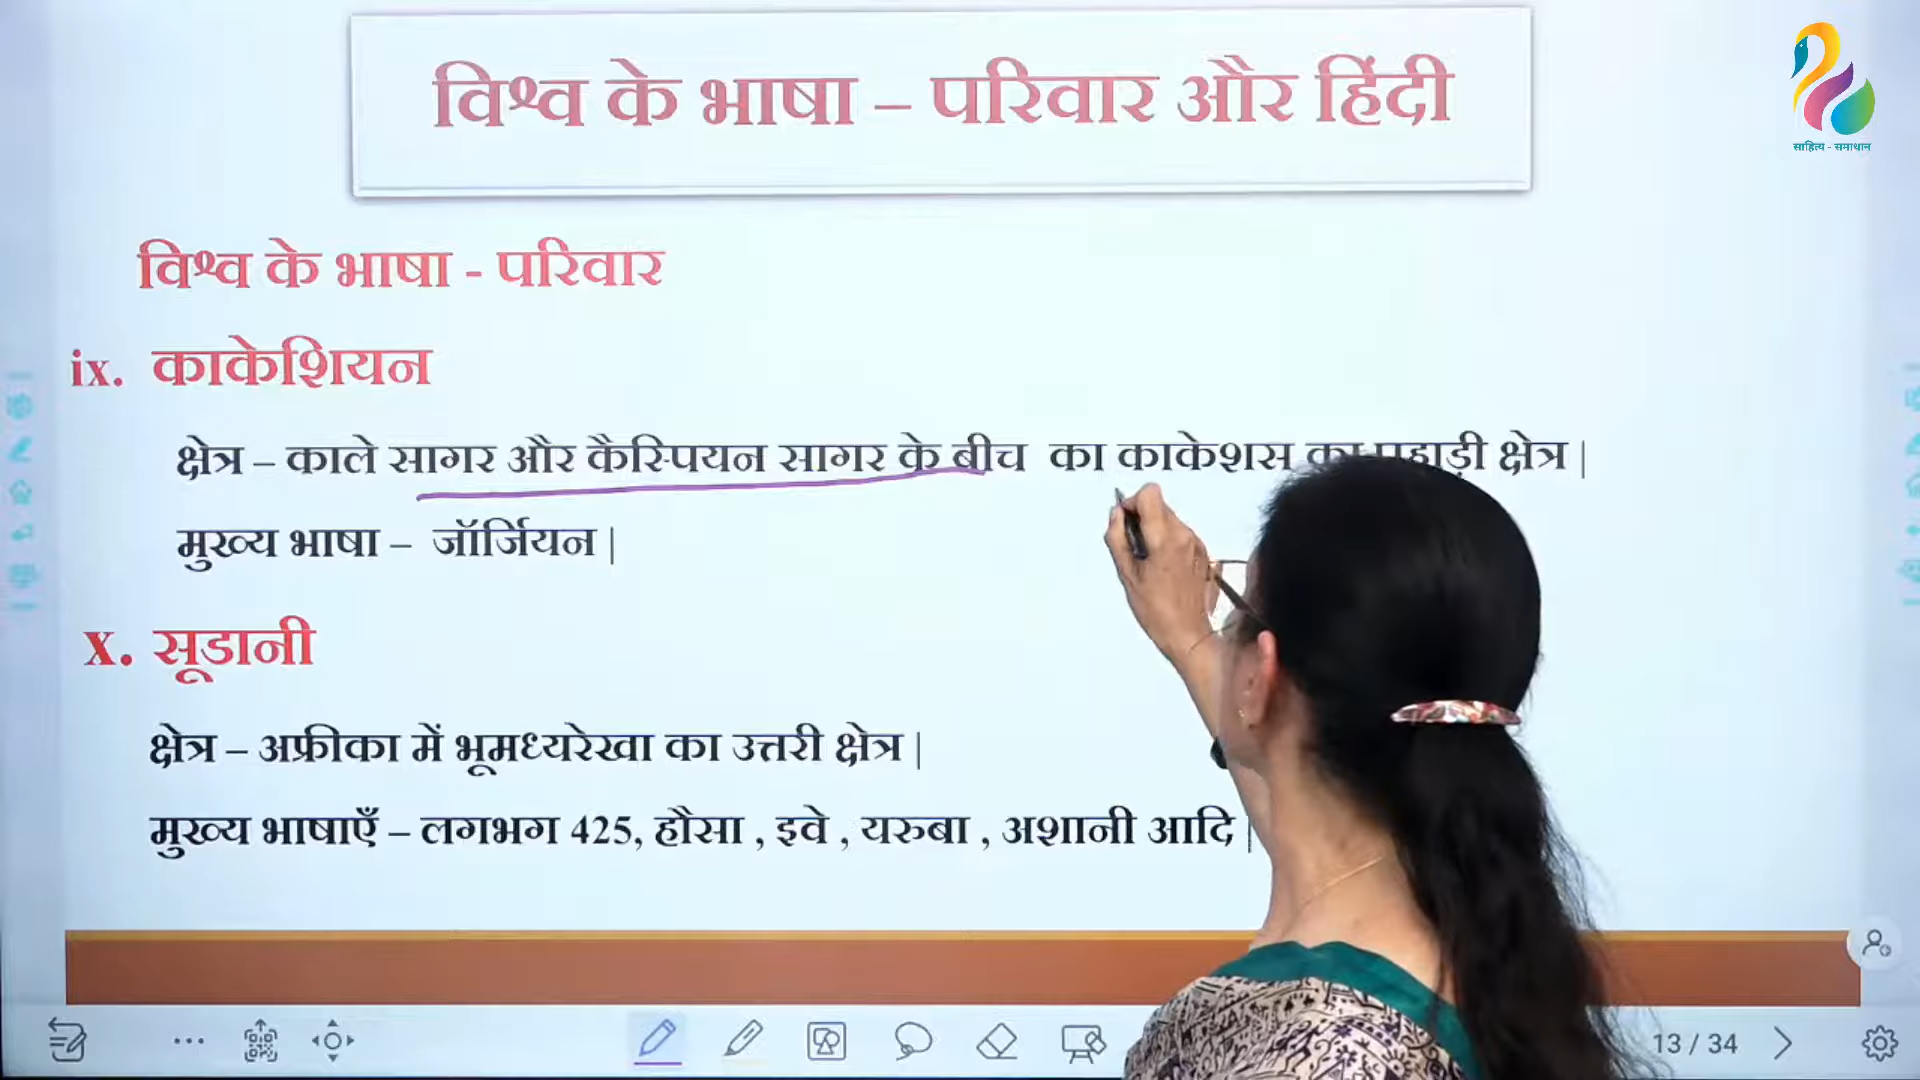 विश्व के भाषा – परिवार और हिंदी
साहित्य - समाधान
विश्व के भाषा - परिवार
ix. काकेशियन
क्षेत्र – काले सागर और कैस्पियन सागर के बीच का काकेशस का पहाड़ी क्षेत्र |
मुख्य भाषा – जॉर्जियन |
x. सूडानी
क्षेत्र – अफ्रीका में भूमध्यरेखा का उत्तरी क्षेत्र |
मुख्य भाषाएँ – लगभग 425, हौसा , इवे , यरुबा , अशानी आदि |
13 / 34